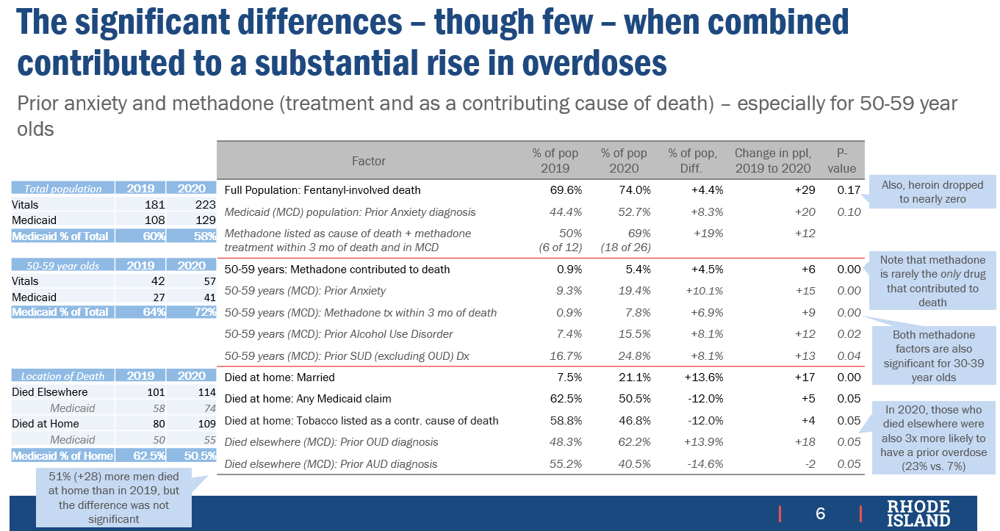 The significant differences – though few – when combined
contributed to a substantial rise in overdoses
Prior anxiety and methadone (treatment and as a contributing cause of death) – especially for 50-59 year
olds
Total population 2019 2020
Vitals 181 223
Medicaid 108 129
Medicaid % of Total 60% 58%
50-59 year olds 2019 2020
Vitals 42 57
Medicaid 27 41
Medicaid % of Total 64% 72%
Location of Death 2019 2020
Died Elsewhere 101 114
Medicaid 58 74
Died at Home 80 109
Medicaid 50 55
Medicaid % of Home 62.5% 50.5%
51% (+28) more men died
at home than in 2019, but
the difference was not
significant
Factor % of pop 2019 % of pop 2020 % of pop, Diff. Change in ppl, 2019 to 2020 P-value
Full Population: Fentanyl-involved death 69.6% 74.0% +4.4% +29 0.17
Medicaid (MCD) population: Prior Anxiety diagnosis 44.4% 52.7% +8.3% +20 0.10
Methadone listed as cause of death + methadone 50% 69% +19% +12
treatment within 3 mo of death and in MCD (6 of 12) (18 of 26)
50-59 years: Methadone contributed to death 0.9% 5.4% +4.5% +6 0.00
50-59 years (MCD): Prior Anxiety 9.3% 19.4% +10.1% +15 0.00
50-59 years (MCD): Methadone tx within 3 mo of death 0.9% 7.8% +6.9% +9 0.00
50-59 years (MCD): Prior Alcohol Use Disorder 7.4% 15.5% +8.1% +12 0.02
50-59 years (MCD): Prior SUD (excluding OUD) Dx 16.7% 24.8% +8.1% +13 0.04
Died at home: Married 7.5% 21.1% +13.6% +17 0.00
Died at home: Any Medicaid claim 62.5% 50.5% -12.0% +5 0.05
Died at home: Tobacco listed as a contr. cause of death 58.8% 46.8% -12.0% +4 0.05
Died elsewhere (MCD): Prior OUD diagnosis 48.3% 62.2% +13.9% +18 0.05
Died elsewhere (MCD): Prior AUD diagnosis 55.2% 40.5% -14.6% -2 0.05
Also, heroin dropped
to nearly zero
Note that methadone
is rarely the only drug
that contributed to
death
Both methadone
factors are also
significant for 30-39
year olds
In 2020, those who
died elsewhere were
also 3x more likely to
have a prior overdose
(23% vs. 7%)
6
RHODE
ISLAND